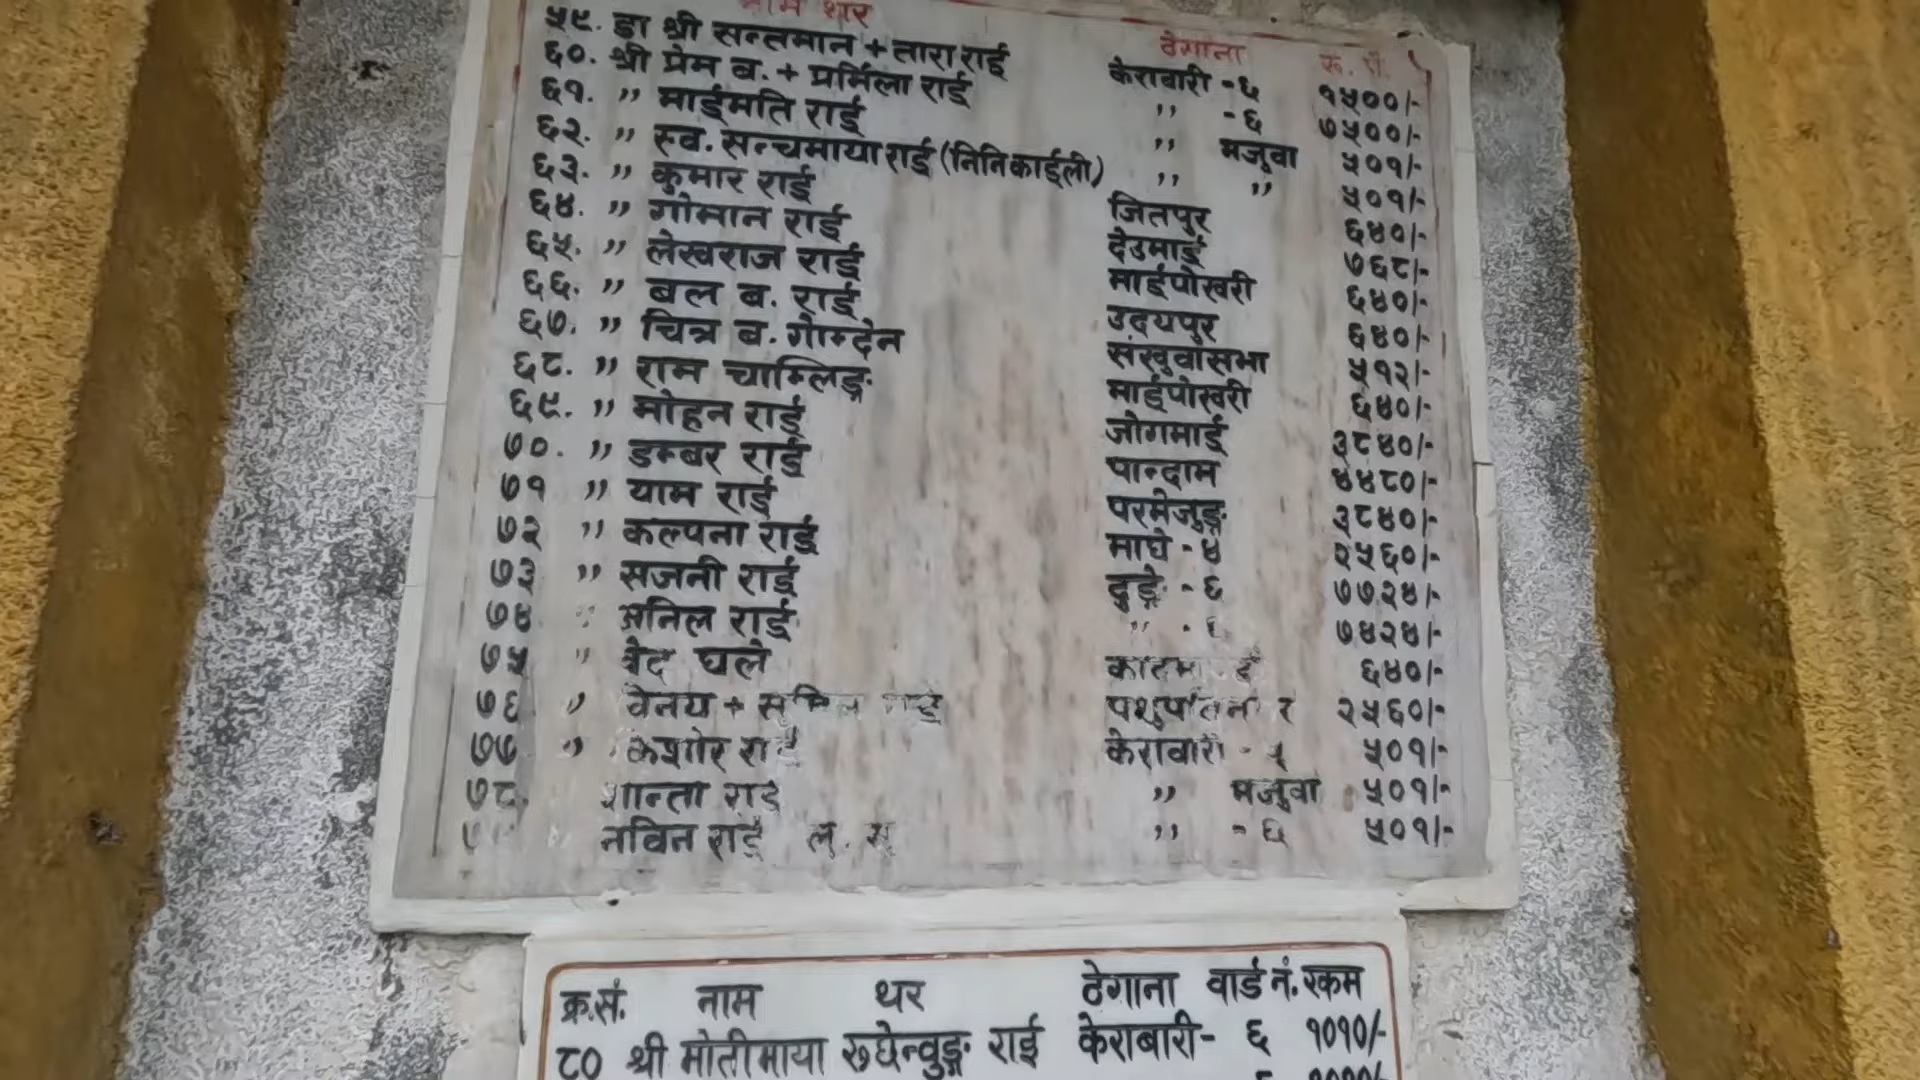 नाम थर ठेगाना रू. पै.
५९. डा श्री सन्तमान + तारा राई केराबारी -६ १५००/-
६०. श्री प्रेम ब. + प्रर्मिला राई ,, -६ ७५००/-
६१. ,, माईमति राई ,, मजुवा ५०१/-
६२. ,, स्व. सन्चमाया राई (निनिकाईली) ,, ,, ५०१/-
६३. ,, कुमार राई जितपुर ६४०/-
६४. ,, गोमान राई देउमाई ७६८/-
६५. ,, लेखराज राई माईपोखरी ६४०/-
६६. ,, बल ब. राई उदयपुर ६४०/-
६७. ,, चित्र ब. गोम्देन संखुवासभा ५१२/-
६८. ,, राम चाम्लिङ्ग माईपोखरी ६४०/-
६९. ,, मोहन राई जोगमाई ३८४०/-
७०. ,, डम्बर राई पान्दाम ४४८०/-
७१ ,, याम राई परमेजुङ्ग ३८४०/-
७२ ,, कल्पना राई माघे - ४ २५६०/-
७३ ,, सजनी राई दुङ्गे - ६ ७७२४/-
७४ ,, अनिल राई ,, - ६ ७४२४/-
७५ ,, वेद घले ६४०/-
७६ ,, + २५६०/-
७७ ,, राई केराबारी - ५०१/-
७८. शान्ता राई ,, मजुवा ५०१/-
नविन राई ,, - ६ ५०१/-
क्र.सं. नाम थर ठेगाना वार्ड नं. रकम
८० श्री मोतीमाया रूघेन्वुङ्ग राई केराबारी- ६ १०१०/-